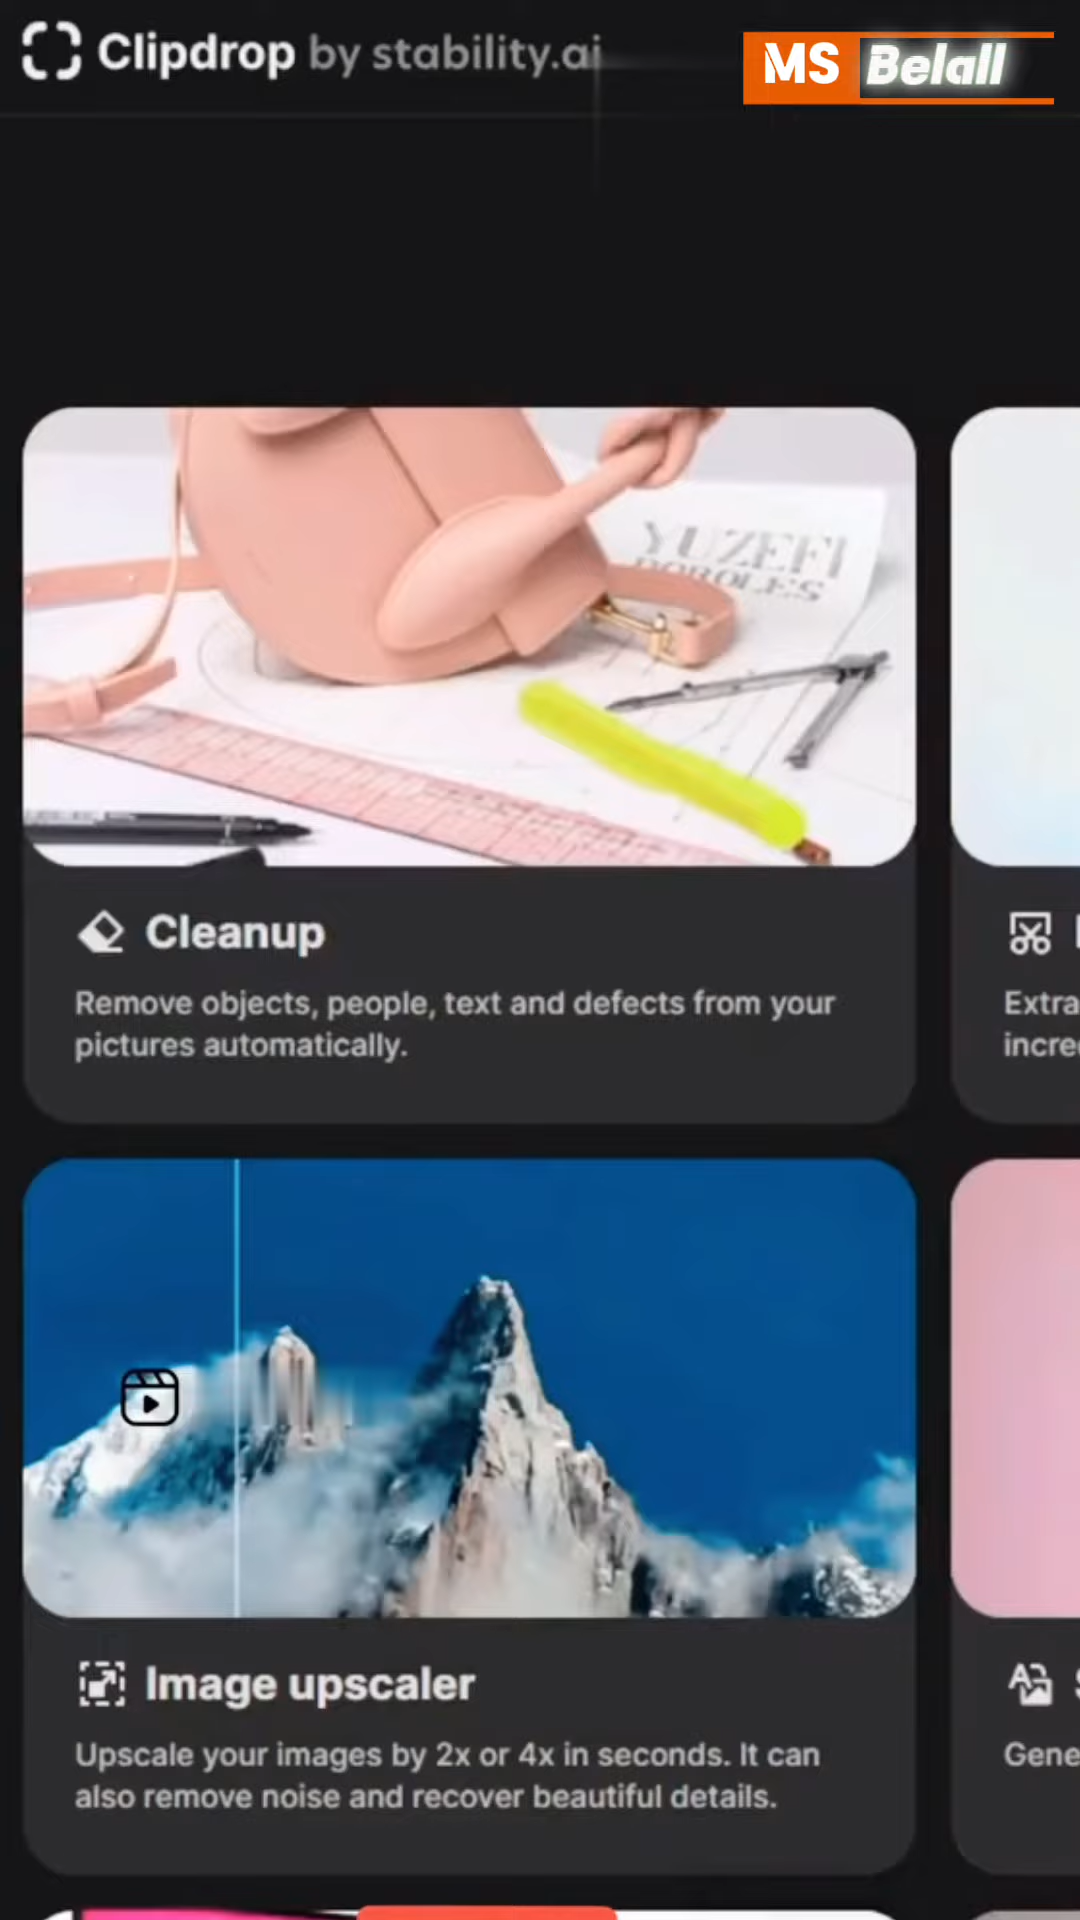 Clipdrop by stability.ai
MS Belall
YUZEFI
Cleanup
Remove objects, people, text and defects from your
pictures automatically.
Extra
incre
Image upscaler
Upscale your images by 2x or 4x in seconds. It can
also remove noise and recover beautiful details.
Gene